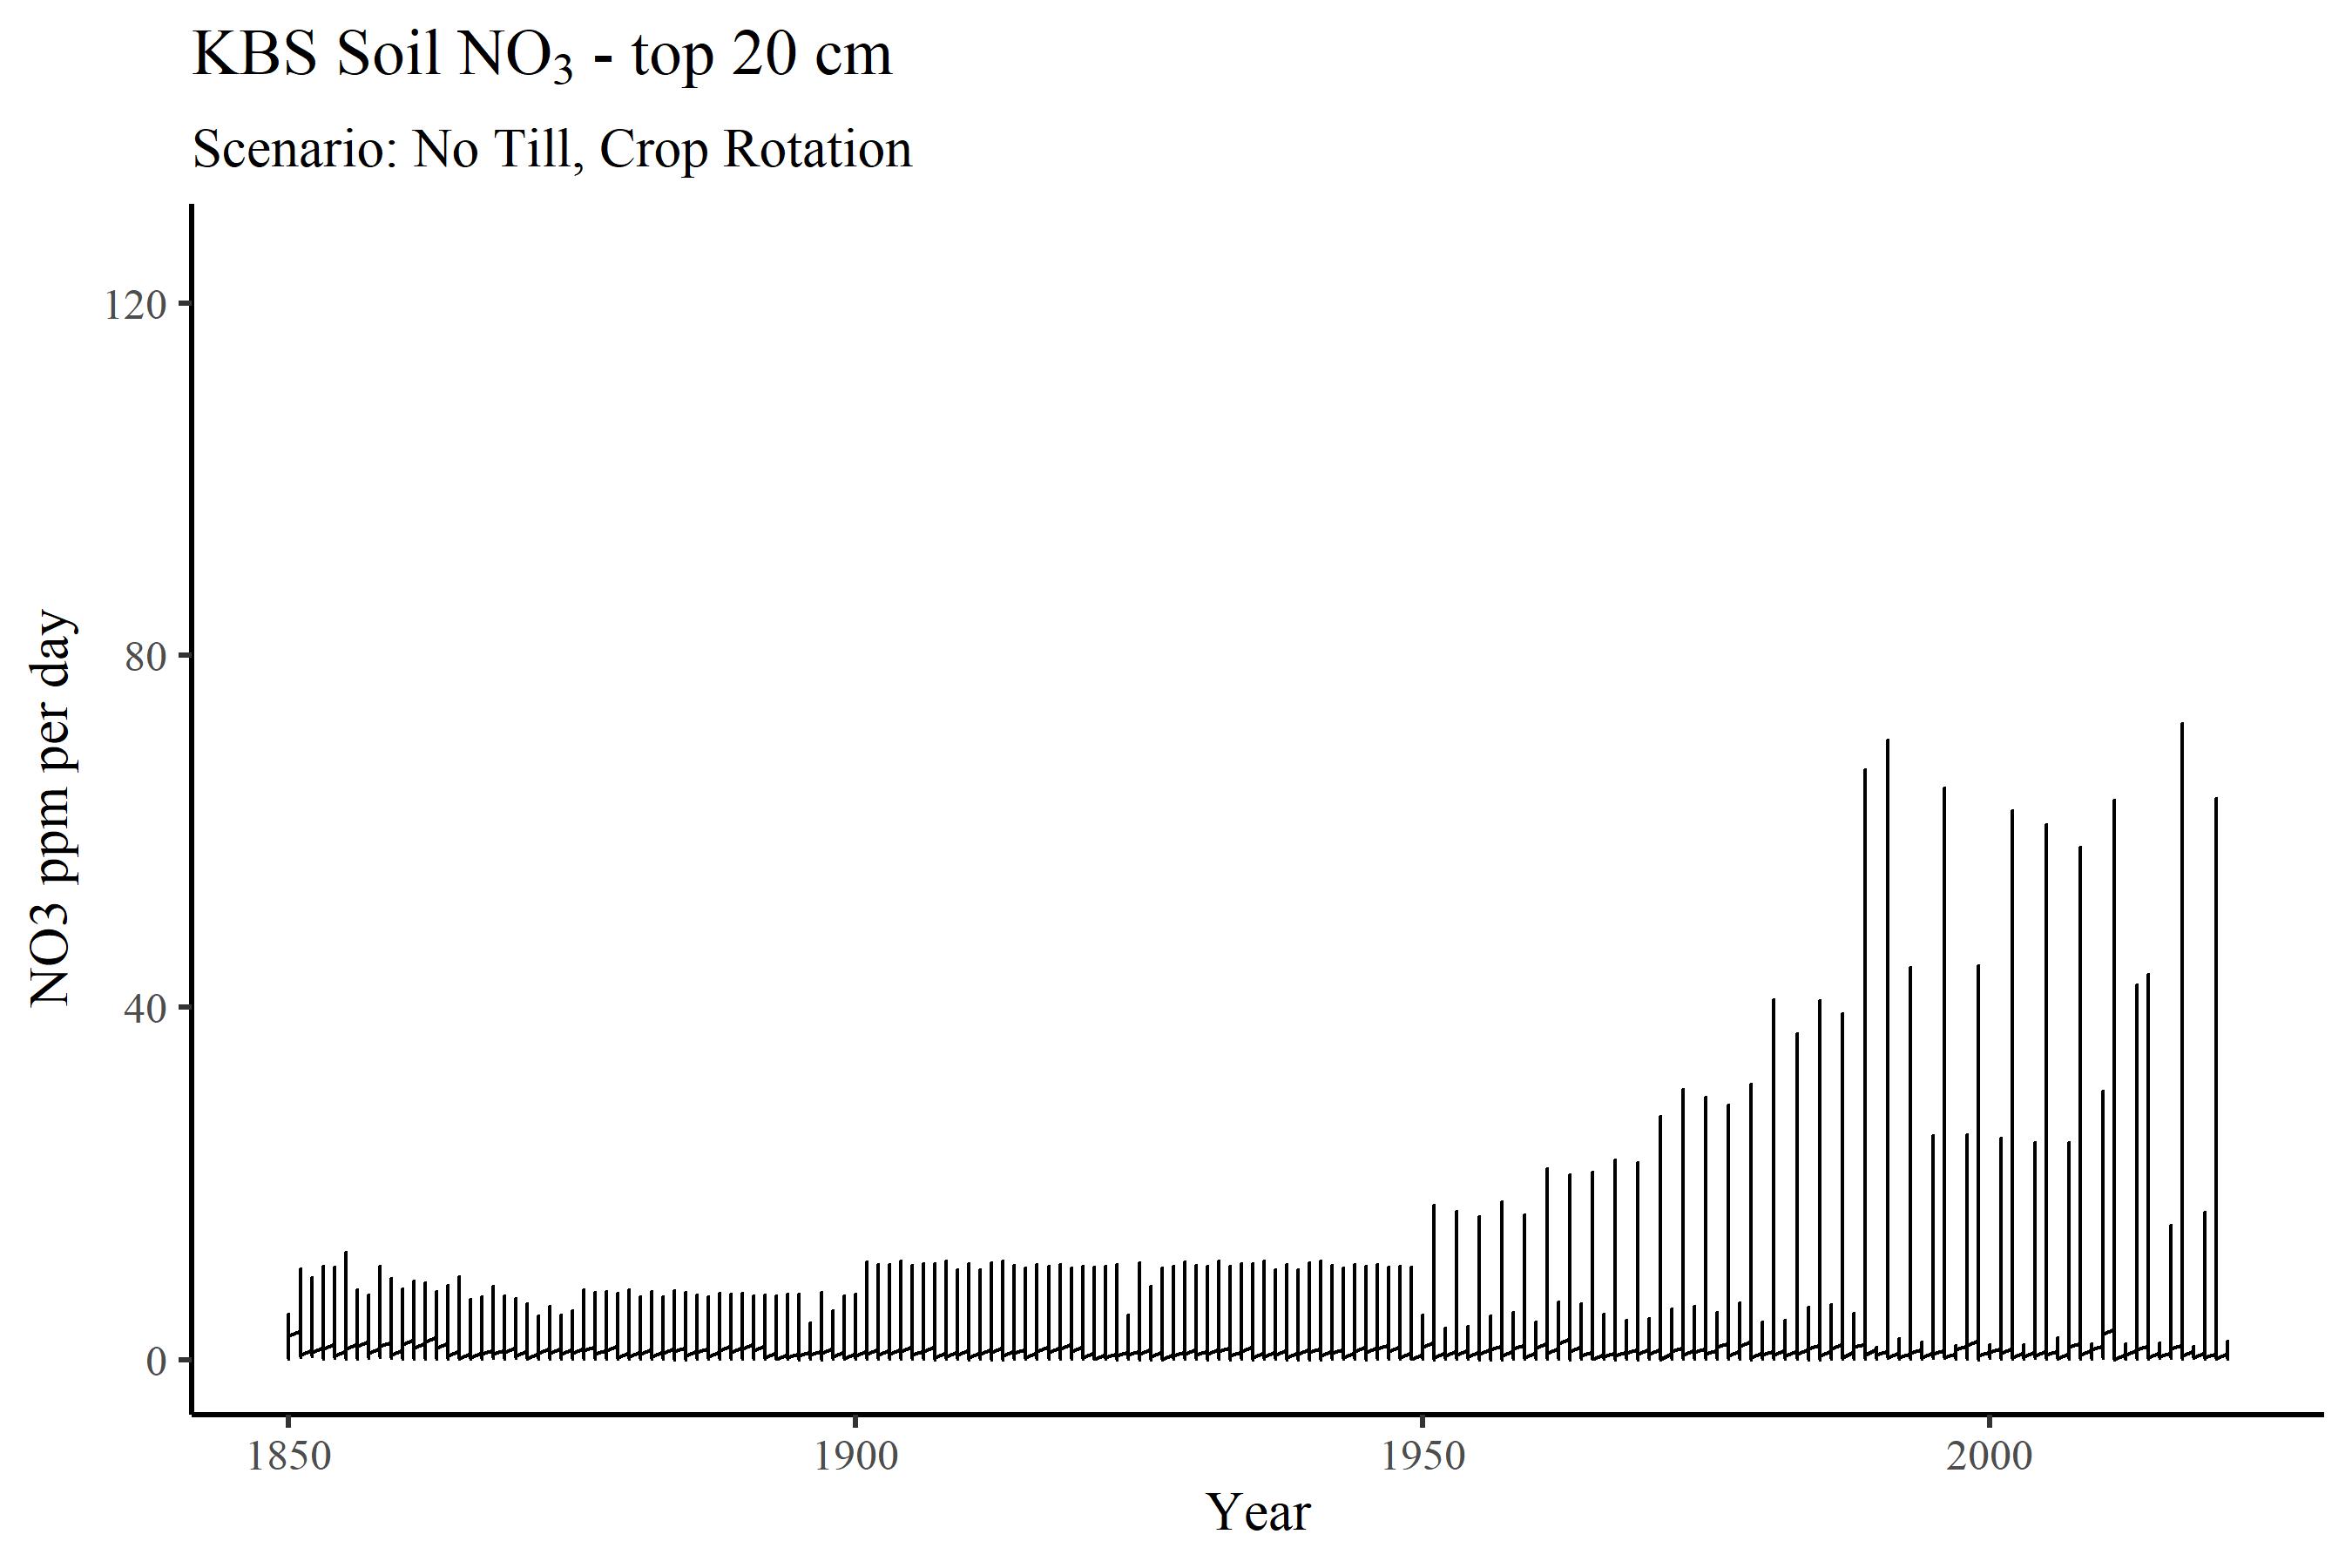 KBS Soil NO₃ - top 20 cm
Scenario: No Till, Crop Rotation
NO3 ppm per day
120
80
40
0
1850 1900 1950 2000
Year